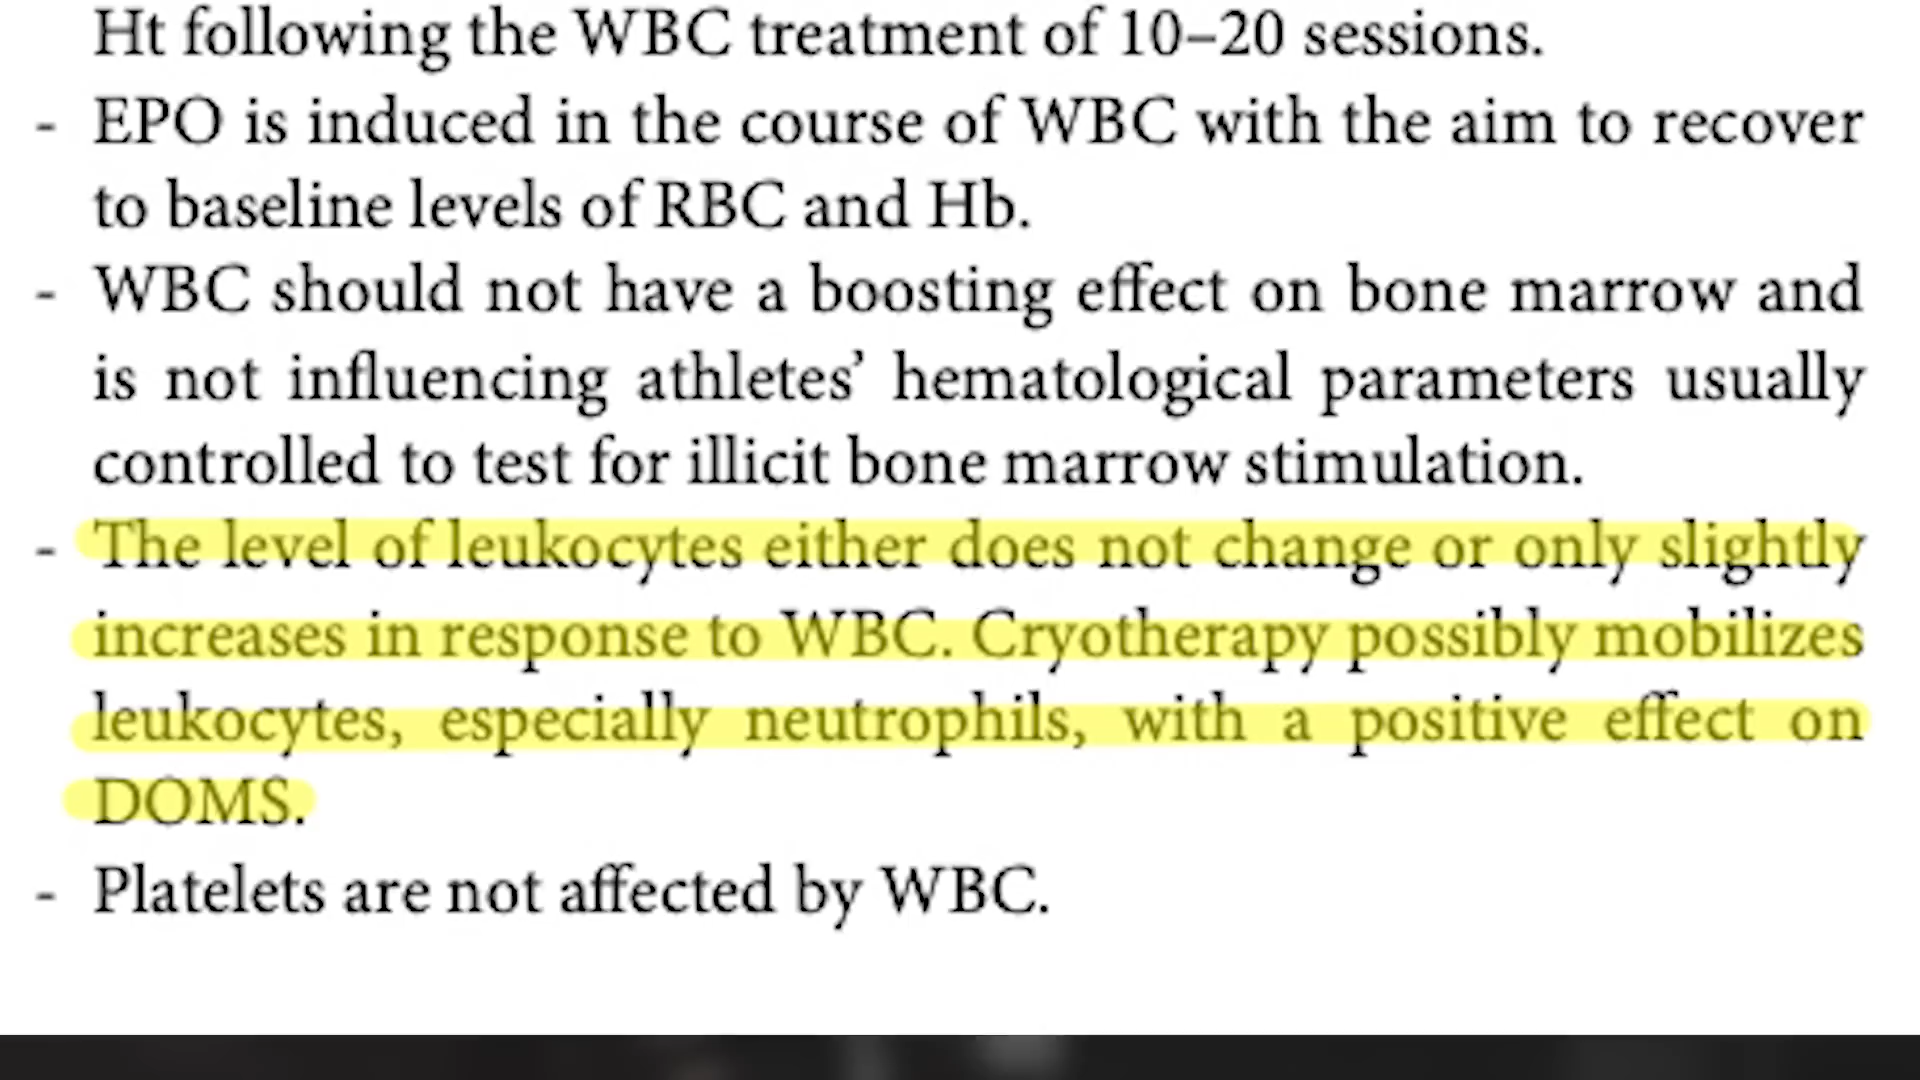 Ht following the WBC treatment of 10–20 sessions.
- EPO is induced in the course of WBC with the aim to recover
to baseline levels of RBC and Hb.
- WBC should not have a boosting effect on bone marrow and
is not influencing athletes’ hematological parameters usually
controlled to test for illicit bone marrow stimulation.
- The level of leukocytes either does not change or only slightly
increases in response to WBC. Cryotherapy possibly mobilizes
leukocytes, especially neutrophils, with a positive effect on
DOMS.
- Platelets are not affected by WBC.